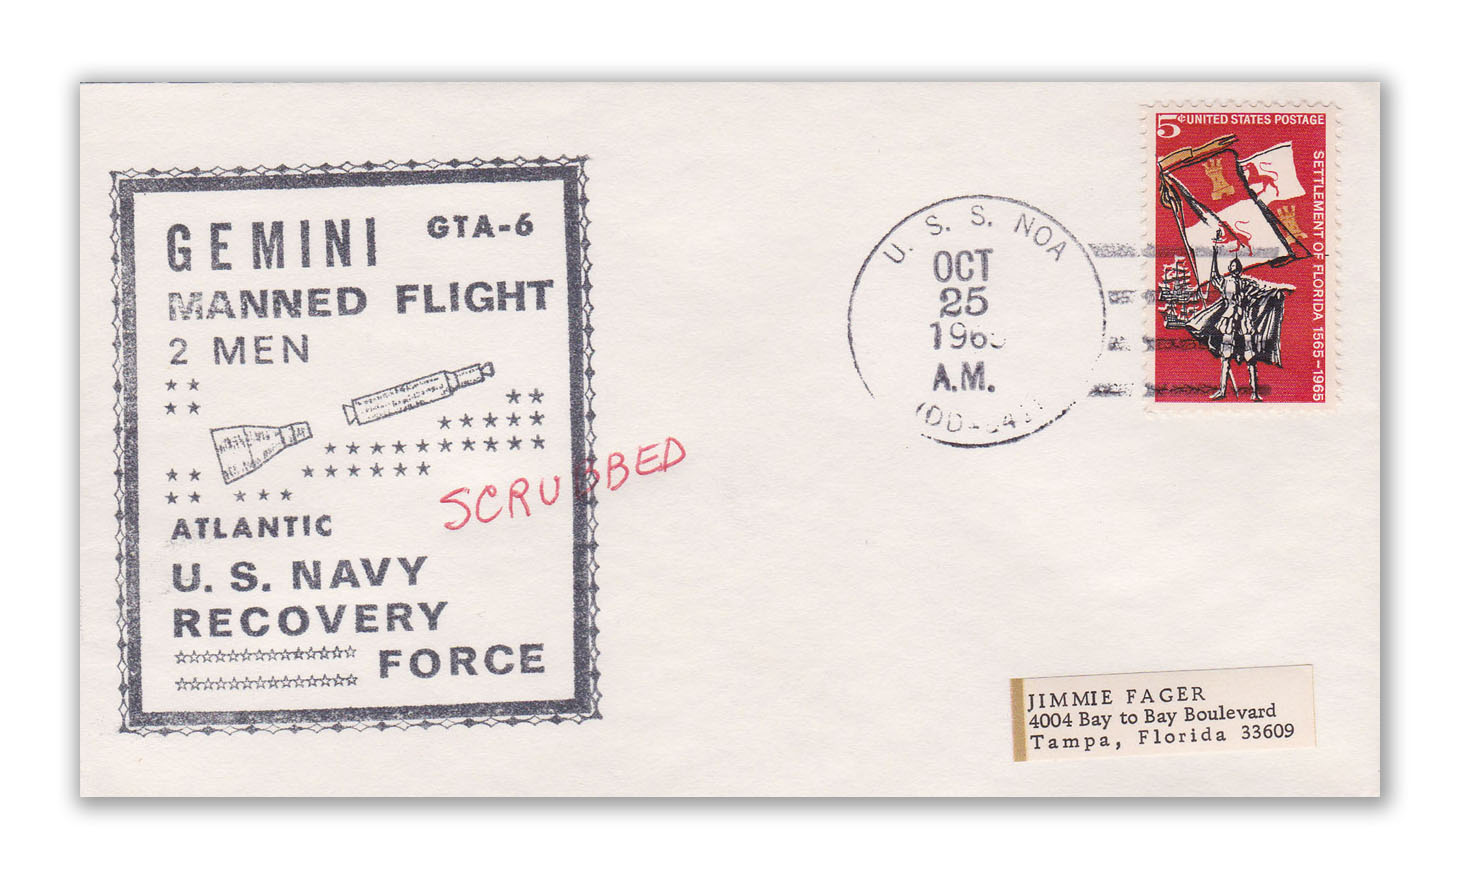 GEMINI GTA-6
MANNED FLIGHT
2 MEN
ATLANTIC
U. S. NAVY
RECOVERY
FORCE
SCRUBBED
U. S. S. NOA
OCT
25
A.M.
5¢ UNITED STATES POSTAGE
SETTLEMENT OF FLORIDA 1565-1965
JIMMIE FAGER
4004 Bay to Bay Boulevard
Tampa, Florida 33609